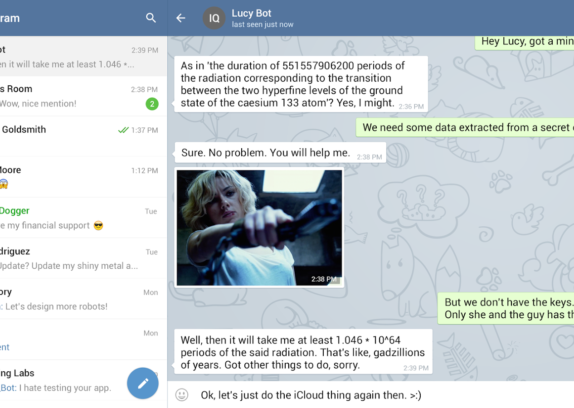 ram
Lucy Bot
last seen just now
ot
2:39 PM
n it will take me at least 1.046 *...
s Room
2:38 PM
Wow, nice mention!
2
Goldsmith
1:37 PM
Moore
1:12 PM
Dogger
Tue
e my financial support
driguez
Tue
Update? Update my shiny metal a...
ory
Mon
: Let's design more robots!
Mon
ent
ng Labs
Bot: I hate testing your app.
IQ
Hey Lucy, got a min
As in 'the duration of 551557906200 periods of
the radiation corresponding to the transition
between the two hyperfine levels of the ground
state of the caesium 133 atom'? Yes, I might.
2:36 PM
We need some data extracted from a secret
Sure. No problem. You will help me.
2:38 PM
2:38 PM
But we don't have the keys.
Only she and the guy has th
Well, then it will take me at least 1.046 * 10^64
periods of the said radiation. That's like, gadzillions
of years. Got other things to do, sorry.
2:39 PM
Ok, let's just do the iCloud thing again then. >:)